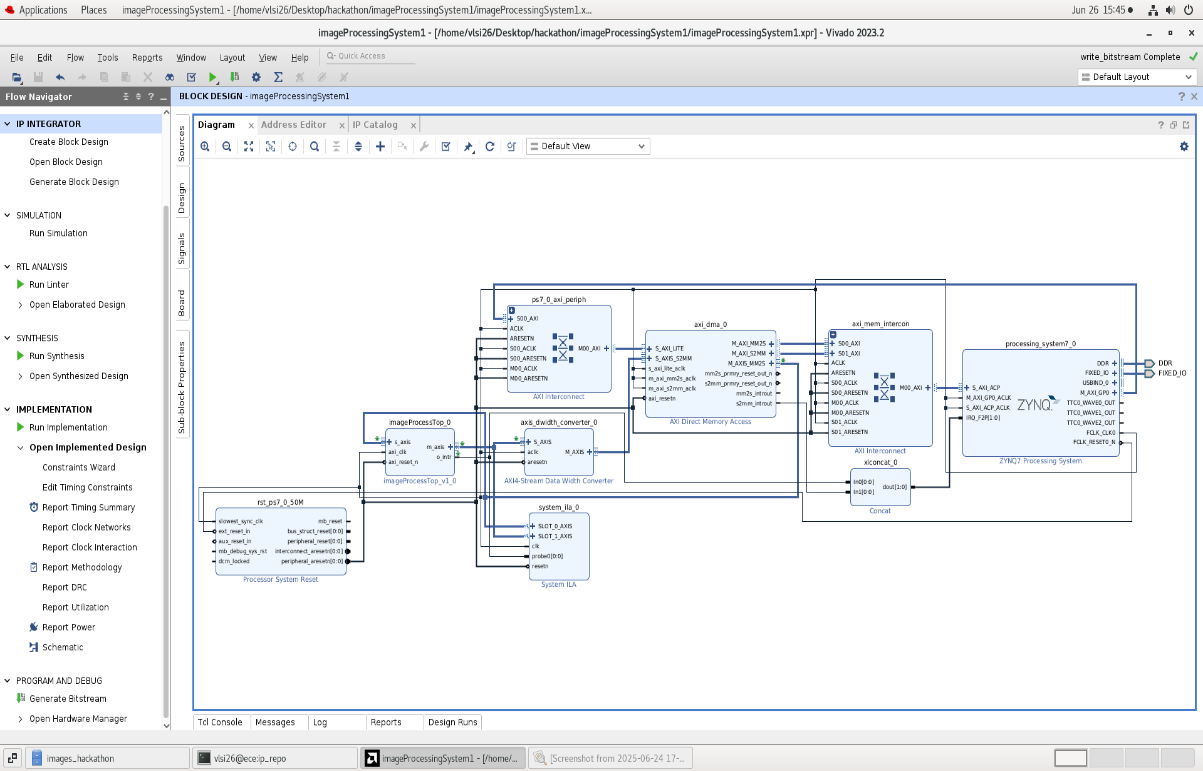 Applications Places imageProcessingSystem1 - [/home/vlsi26/Desktop/hackathon/imageProcessingSystem1/imageProcessingSystem1.x... Jun 26 15:45
imageProcessingSystem1 - [/home/vlsi26/Desktop/hackathon/imageProcessingSystem1/imageProcessingSystem1.xpr] - Vivado 2023.2
File Edit Flow Tools Reports Window Layout View Help Quick Access write_bitstream Complete
Default Layout
Flow Navigator
BLOCK DESIGN - imageProcessingSystem1
IP INTEGRATOR
Create Block Design
Open Block Design
Generate Block Design
SIMULATION
Run Simulation
RTL ANALYSIS
Run Linter
Open Elaborated Design
SYNTHESIS
Run Synthesis
Open Synthesized Design
IMPLEMENTATION
Run Implementation
Open Implemented Design
Constraints Wizard
Edit Timing Constraints
Report Timing Summary
Report Clock Networks
Report Clock Interaction
Report Methodology
Report DRC
Report Utilization
Report Power
Schematic
PROGRAM AND DEBUG
Generate Bitstream
Open Hardware Manager
Sources
Design
Signals
Board
Sub-block Properties
Diagram Address Editor IP Catalog
Default View
ps7_0_axi_periph
S00_AXI
ACLK
ARESETN
S00_ACLK M00_AXI
S00_ARESETN
M00_ACLK
M00_ARESETN
AXI Interconnect
axi_dma_0
S_AXI_LITE M_AXI_MM2S
S_AXIS_S2MM M_AXI_S2MM
s_axi_lite_aclk M_AXIS_MM2S
m_axi_mm2s_aclk mm2s_prmry_reset_out_n
m_axi_s2mm_aclk s2mm_prmry_reset_out_n
axi_resetn mm2s_introut
s2mm_introut
AXI Direct Memory Access
axi_mem_intercon
S00_AXI
S01_AXI
ACLK
ARESETN
S00_ACLK M00_AXI
S00_ARESETN
M00_ACLK
M00_ARESETN
S01_ACLK
S01_ARESETN
AXI Interconnect
processing_system7_0
DDR
FIXED_IO
USBIND_0
S_AXI_ACP M_AXI_GP0
M_AXI_GP0_ACLK TTC0_WAVE0_OUT
S_AXI_ACP_ACLK TTC0_WAVE1_OUT
IRQ_F2P[1:0] TTC0_WAVE2_OUT
FCLK_CLK0
FCLK_RESET0_N
ZYNQ
ZYNQ7 Processing System
DDR
FIXED_IO
imageProcessTop_0
s_axis m_axis
axi_clk o_intr
axi_reset_n
imageProcessTop_v1_0
axis_dwidth_converter_0
S_AXIS
aclk M_AXIS
aresetn
AXI4-Stream Data Width Converter
xlconcat_0
In0[0:0] dout[1:0]
In1[0:0]
Concat
rst_ps7_0_50M
slowest_sync_clk mb_reset
ext_reset_in bus_struct_reset[0:0]
aux_reset_in peripheral_reset[0:0]
mb_debug_sys_rst interconnect_aresetn[0:0]
dcm_locked peripheral_aresetn[0:0]
Processor System Reset
system_ila_0
SLOT_0_AXIS
SLOT_1_AXIS
clk
probe0[0:0]
resetn
System ILA
Tcl Console Messages Log Reports Design Runs
images_hackathon vlsi26@ece:ip_repo imageProcessingSystem1 - [/home/... [Screenshot from 2025-06-24 17-...